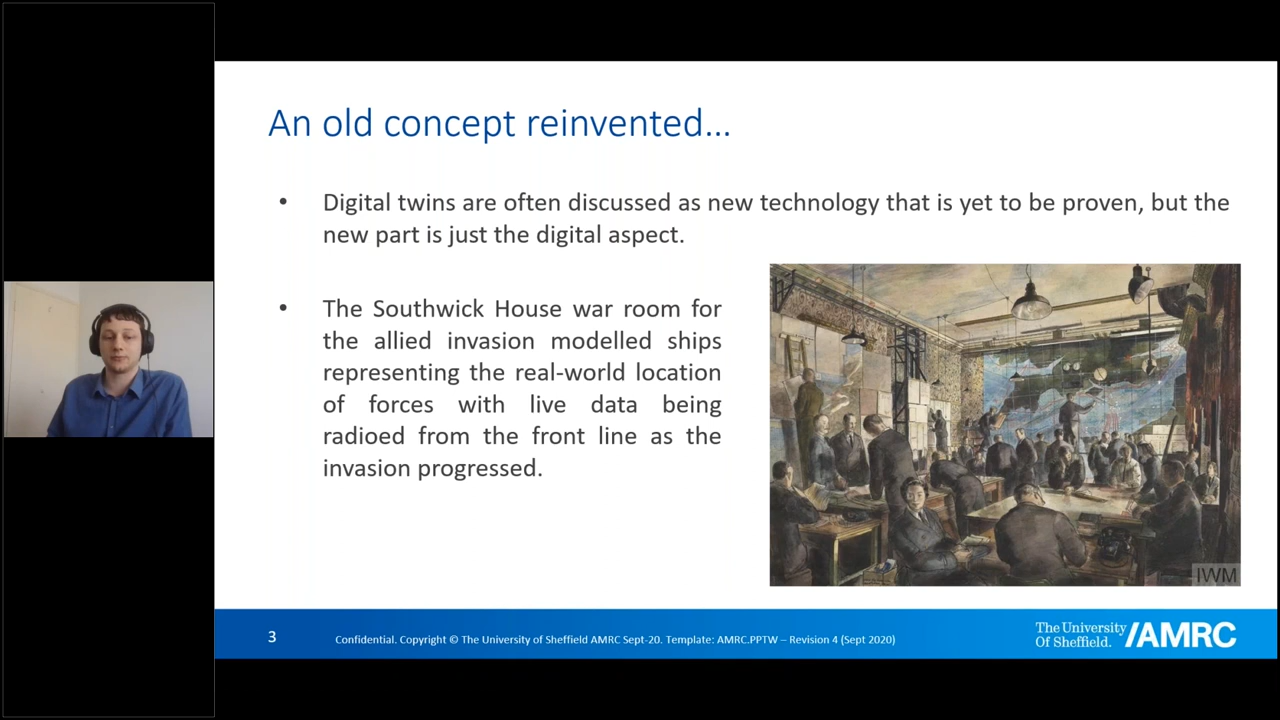 An old concept reinvented...
• Digital twins are often discussed as new technology that is yet to be proven, but the
new part is just the digital aspect.
• The Southwick House war room for
the allied invasion modelled ships
representing the real-world location
of forces with live data being
radioed from the front line as the
invasion progressed.
IWM
3
Confidential. Copyright © The University of Sheffield AMRC Sept-20. Template: AMRC.PPTW – Revision 4 (Sept 2020)
The University
Of Sheffield.
AMRC